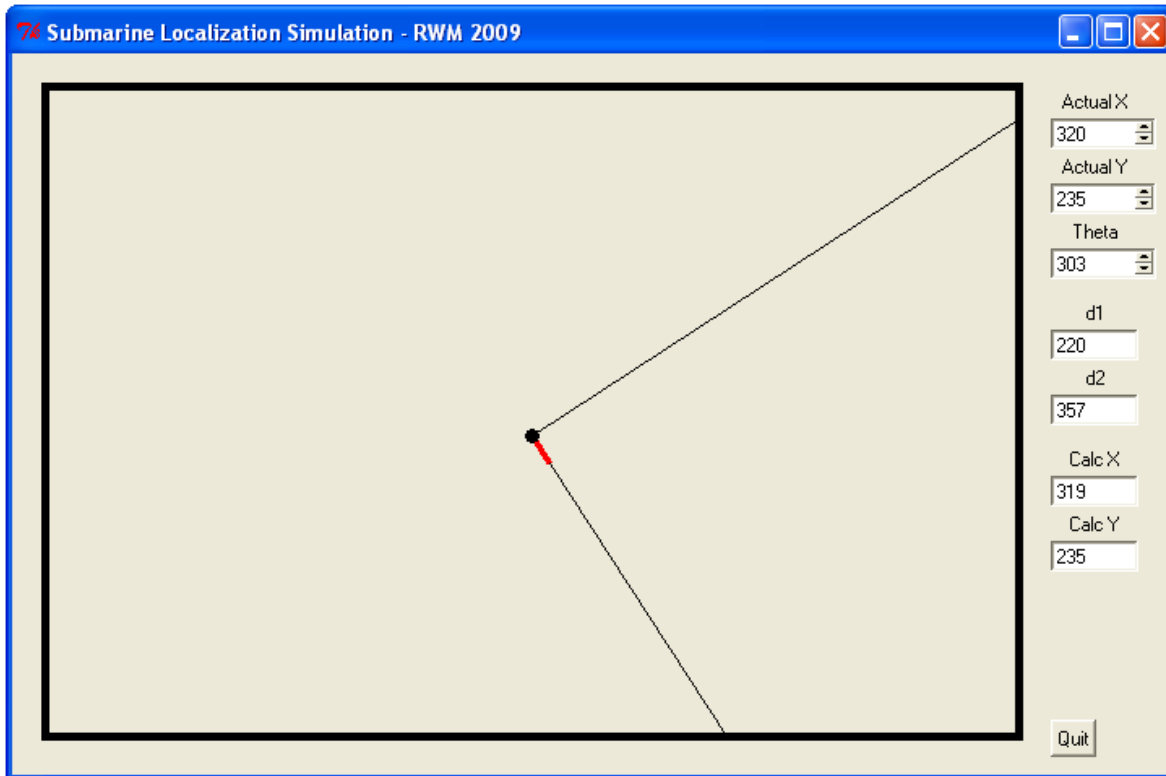 Submarine Localization Simulation - RWM 2009
Actual X
320
Actual Y
235
Theta
303
d1
220
d2
357
Calc X
319
Calc Y
235
Quit